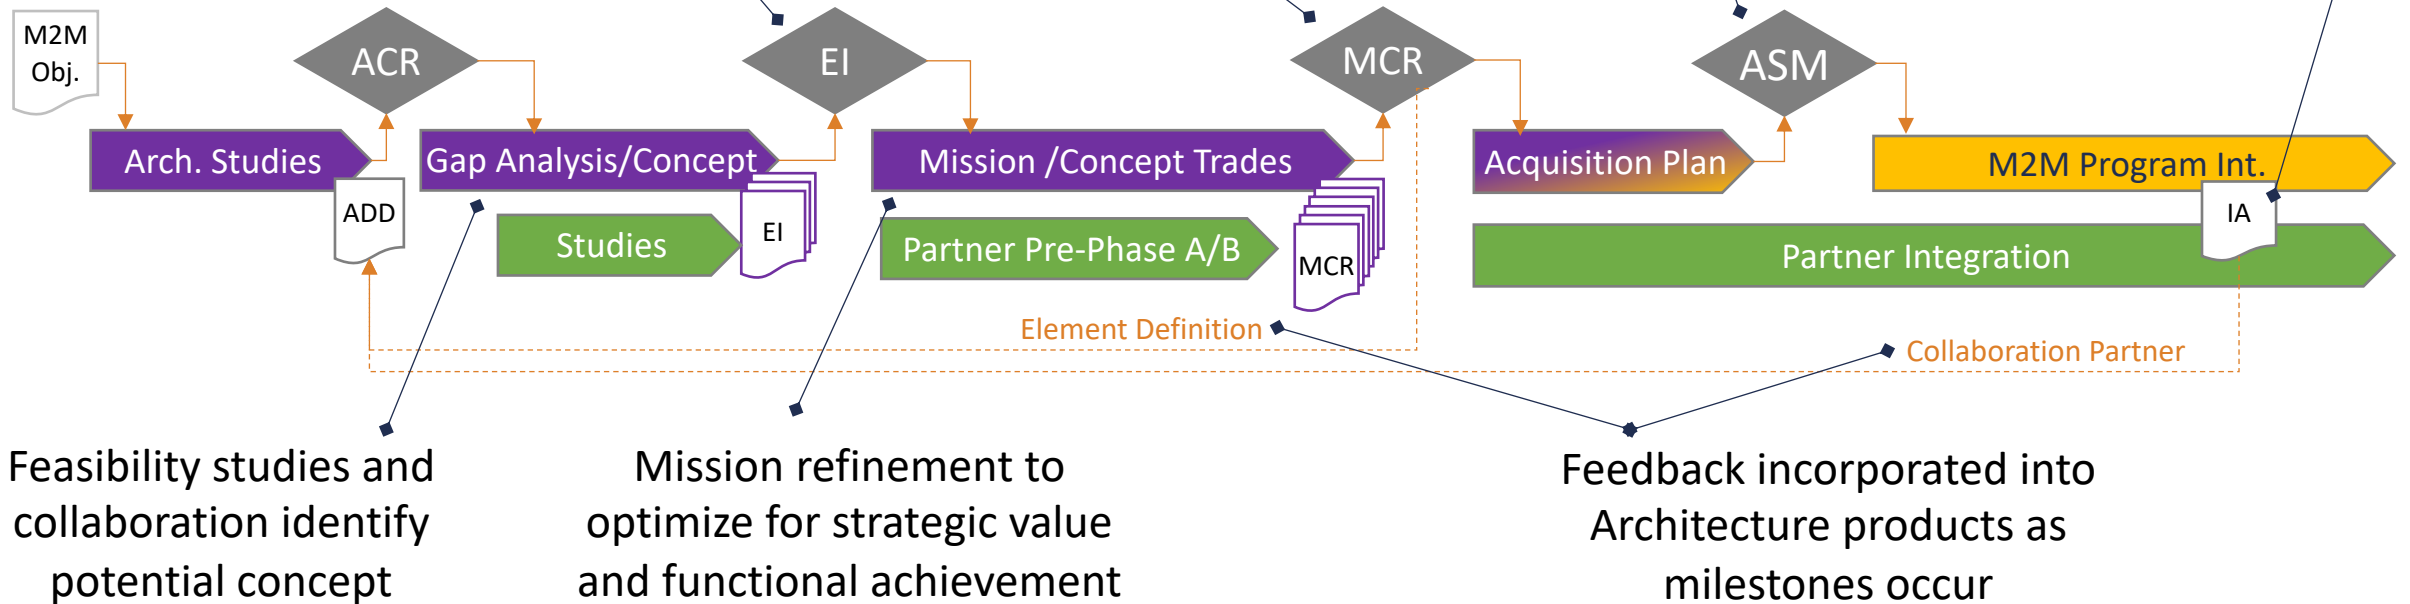 M2M
Obj.
ACR
EI
MCR
ASM
Arch. Studies
Gap Analysis/Concept
Mission /Concept Trades
Acquisition Plan
M2M Program Int.
ADD
Studies
EI
Partner Pre-Phase A/B
MCR
Partner Integration
IA
Element Definition
Collaboration Partner
Feasibility studies and
collaboration identify
potential concept
Mission refinement to
optimize for strategic value
and functional achievement
Feedback incorporated into
Architecture products as
milestones occur